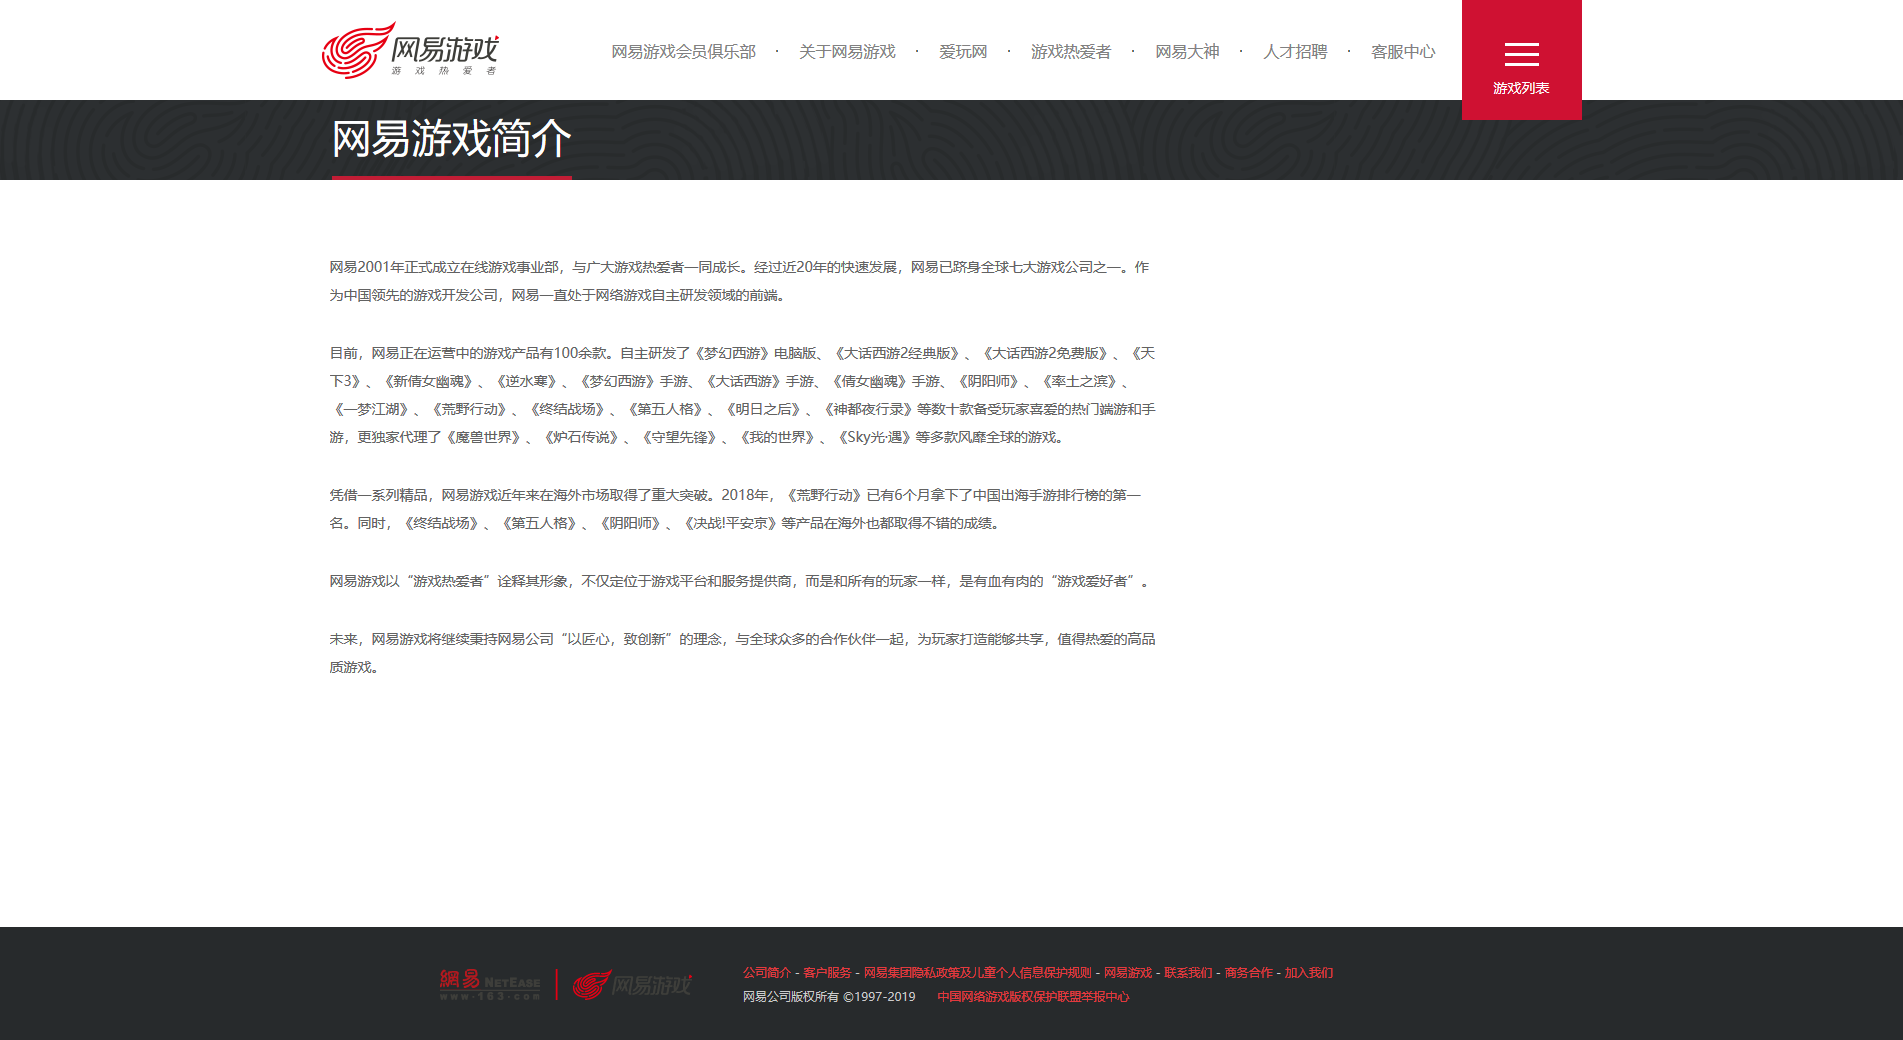 网易游戏
游戏热爱者
网易游戏会员俱乐部 · 关于网易游戏 · 爱玩网 · 游戏热爱者 · 网易大神 · 人才招聘 · 客服中心
游戏列表
网易游戏简介
网易2001年正式成立在线游戏事业部，与广大游戏热爱者一同成长。经过近20年的快速发展，网易已跻身全球七大游戏公司之一。作
为中国领先的游戏开发公司，网易一直处于网络游戏自主研发领域的前端。
目前，网易正在运营中的游戏产品有100余款。自主研发了《梦幻西游》电脑版、《大话西游2经典版》、《大话西游2免费版》、《天
下3》、《新倩女幽魂》、《逆水寒》、《梦幻西游》手游、《大话西游》手游、《倩女幽魂》手游、《阴阳师》、《率土之滨》、
《一梦江湖》、《荒野行动》、《终结战场》、《第五人格》、《明日之后》、《神都夜行录》等数十款备受玩家喜爱的热门端游和手
游，更独家代理了《魔兽世界》、《炉石传说》、《守望先锋》、《我的世界》、《Sky光·遇》等多款风靡全球的游戏。
凭借一系列精品，网易游戏近年来在海外市场取得了重大突破。2018年，《荒野行动》已有6个月拿下了中国出海手游排行榜的第一
名。同时，《终结战场》、《第五人格》、《阴阳师》、《决战!平安京》等产品在海外也都取得不错的成绩。
网易游戏以“游戏热爱者”诠释其形象，不仅定位于游戏平台和服务提供商，而是和所有的玩家一样，是有血有肉的“游戏爱好者”。
未来，网易游戏将继续秉持网易公司“以匠心，致创新”的理念，与全球众多的合作伙伴一起，为玩家打造能够共享，值得热爱的高品
质游戏。
網易 NETEASE
www.163.com
网易游戏
公司简介 - 客户服务 - 网易集团隐私政策及儿童个人信息保护规则 - 网易游戏 - 联系我们 - 商务合作 - 加入我们
网易公司版权所有 ©1997-2019 中国网络游戏版权保护联盟举报中心